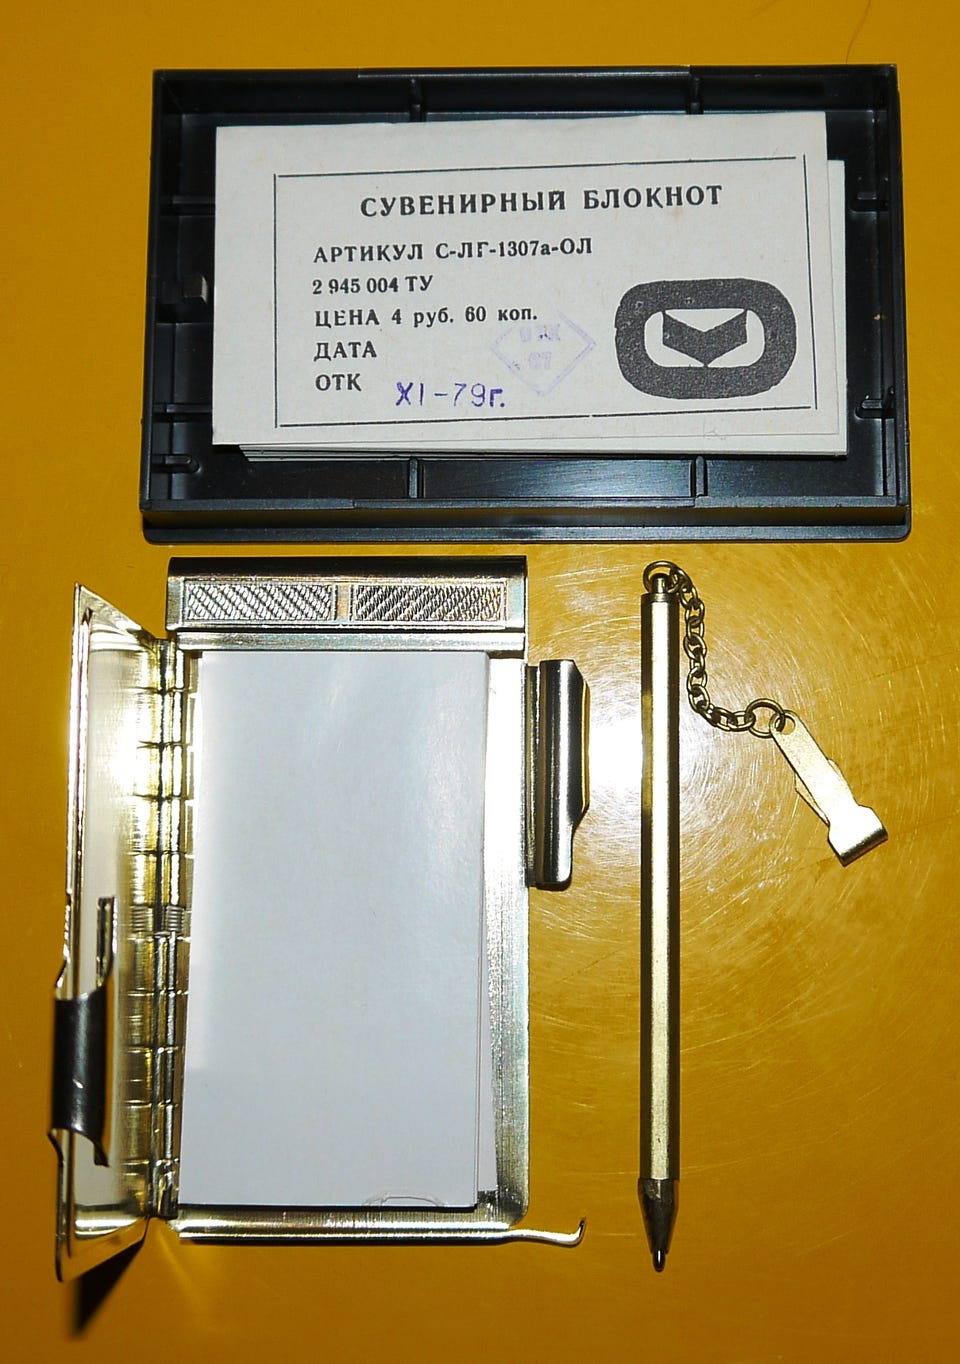 СУВЕНИРНЫЙ БЛОКНОТ
АРТИКУЛ С-ЛГ-1307а-ОЛ
2 945 004 ТУ
ЦЕНА 4 руб. 60 коп.
ДАТА
ОТК
XI-79г.